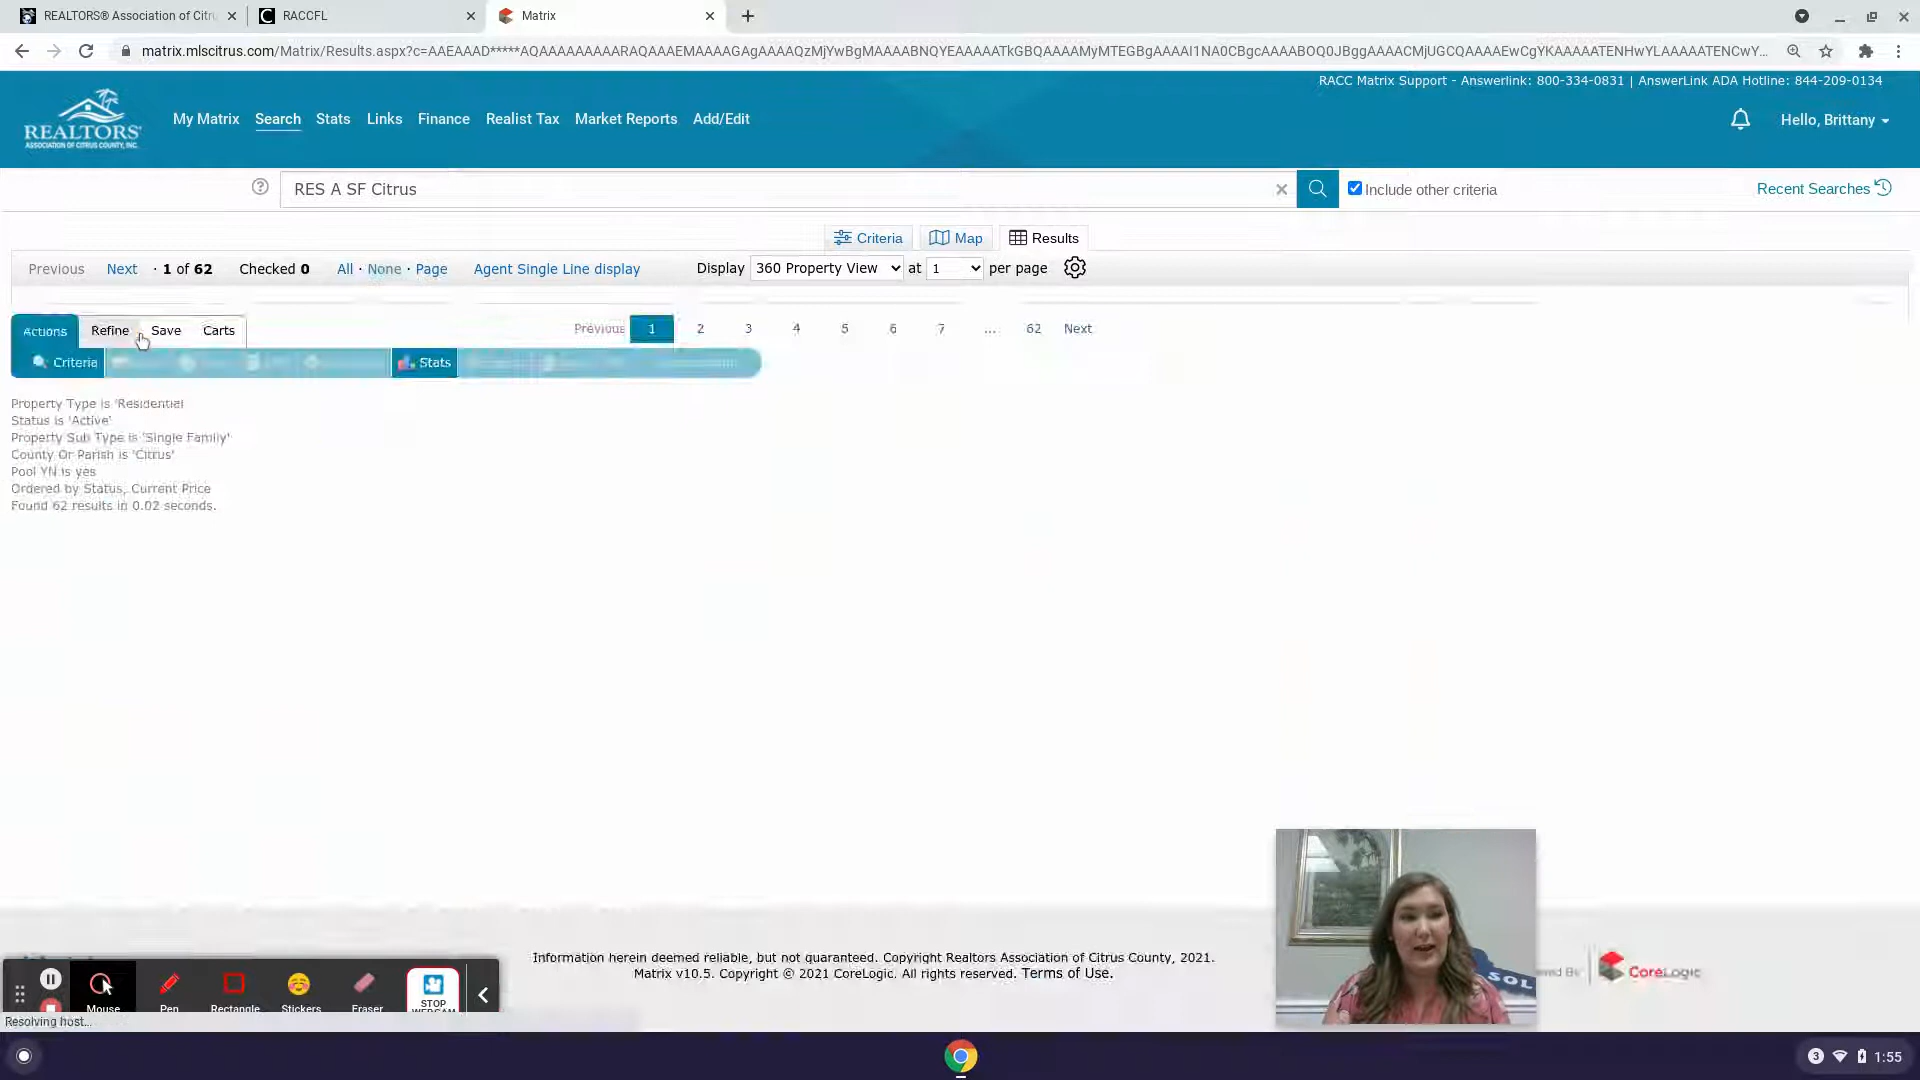 REALTORS® Association of Citr
RACCFL
Matrix
matrix.mlscitrus.com/Matrix/Results.aspx?c=AAEAAAD*****AQAAAAAAAAARAQAAAEMAAAAGAgAAAAQzMjYwBgMAAAABNQYEAAAAATkGBQAAAAMyMTEGBgAAAAI1NA0CBgcAAAABOQ0JBggAAAACMjUGCQAAAAEwCgYKAAAAATENHwYLAAAAATENCwY...
RACC Matrix Support - Answerlink: 800-334-0831 | AnswerLink ADA Hotline: 844-209-0134
REALTORS®
ASSOCIATION OF CITRUS COUNTY, INC.
My Matrix Search Stats Links Finance Realist Tax Market Reports Add/Edit
Hello, Brittany
RES A SF Citrus
Include other criteria
Recent Searches
Criteria Map Results
Previous Next · 1 of 62 Checked 0 All · None · Page Agent Single Line display Display 360 Property View at 1 per page
Actions Refine Save Carts
Previous 1 2 3 4 5 6 7 ... 62 Next
Criteria Stats
Property Type is 'Residential'
Status is 'Active'
Property Sub Type is 'Single Family'
County Or Parish is 'Citrus'
Pool YN is yes
Ordered by Status, Current Price
Found 62 results in 0.02 seconds.
Information herein deemed reliable, but not guaranteed. Copyright Realtors Association of Citrus County, 2021.
Matrix v10.5. Copyright © 2021 CoreLogic. All rights reserved. Terms of Use.
SOL
CoreLogic
Mouse Pen Rectangle Stickers Eraser STOP WEBCAM
Resolving host...
3 1:55